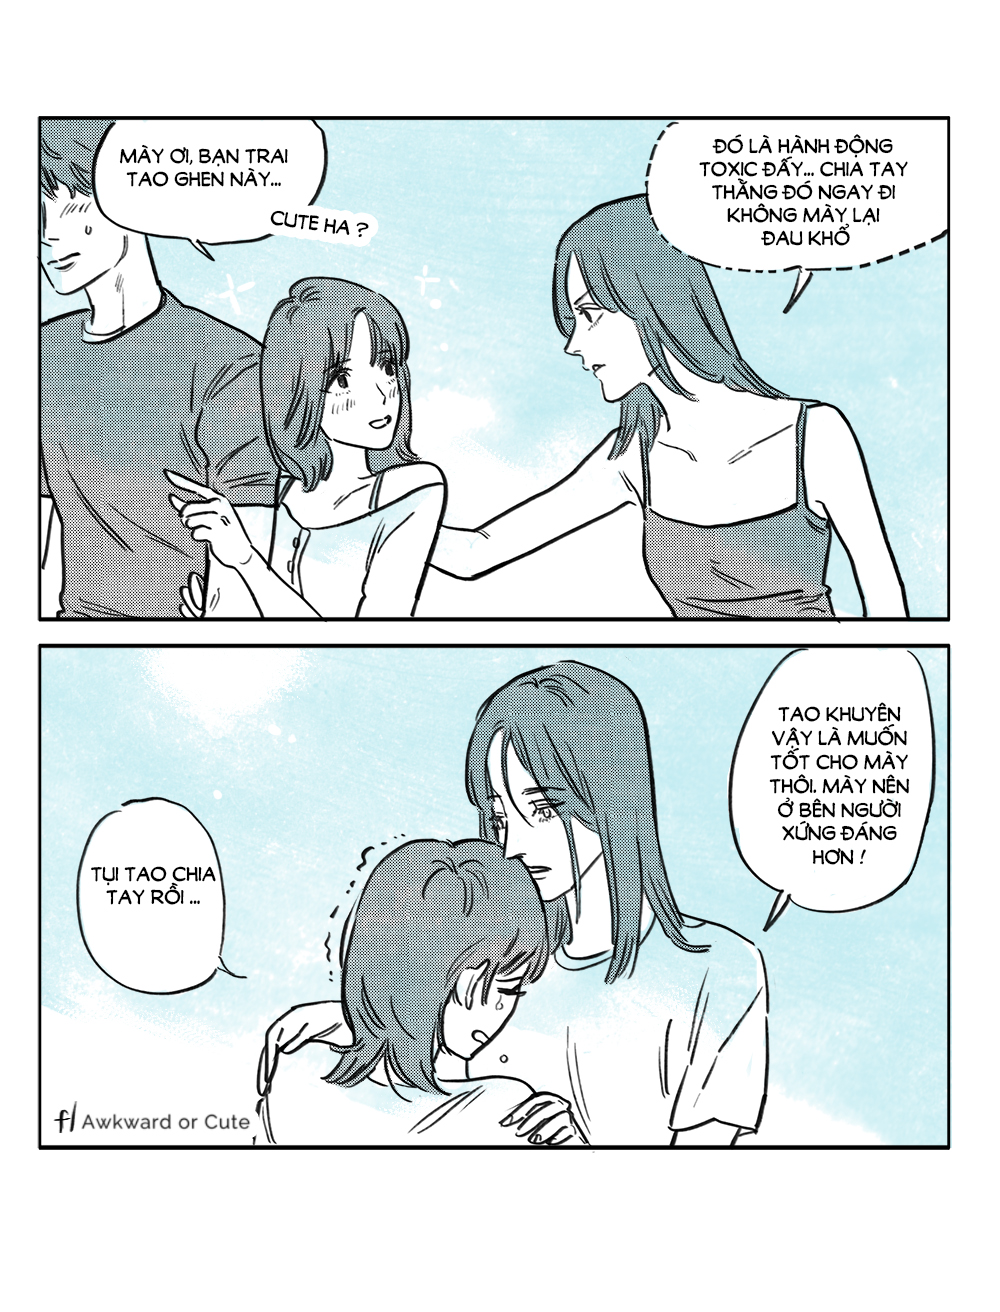 MÀY ƠI, BẠN TRAI
TAO GHEN NÀY...
CUTE HA ?
ĐÓ LÀ HÀNH ĐỘNG
TOXIC ĐẤY... CHIA TAY
THẰNG ĐÓ NGAY ĐI
KHÔNG MÀY LẠI
ĐAU KHỔ
TAO KHUYÊN
VẬY LÀ MUỐN
TỐT CHO MÀY
THÔI. MÀY NÊN
Ở BÊN NGƯỜI
XỨNG ĐÁNG
HƠN !
TỤI TAO CHIA
TAY RỒI ...
f/ Awkward or Cute